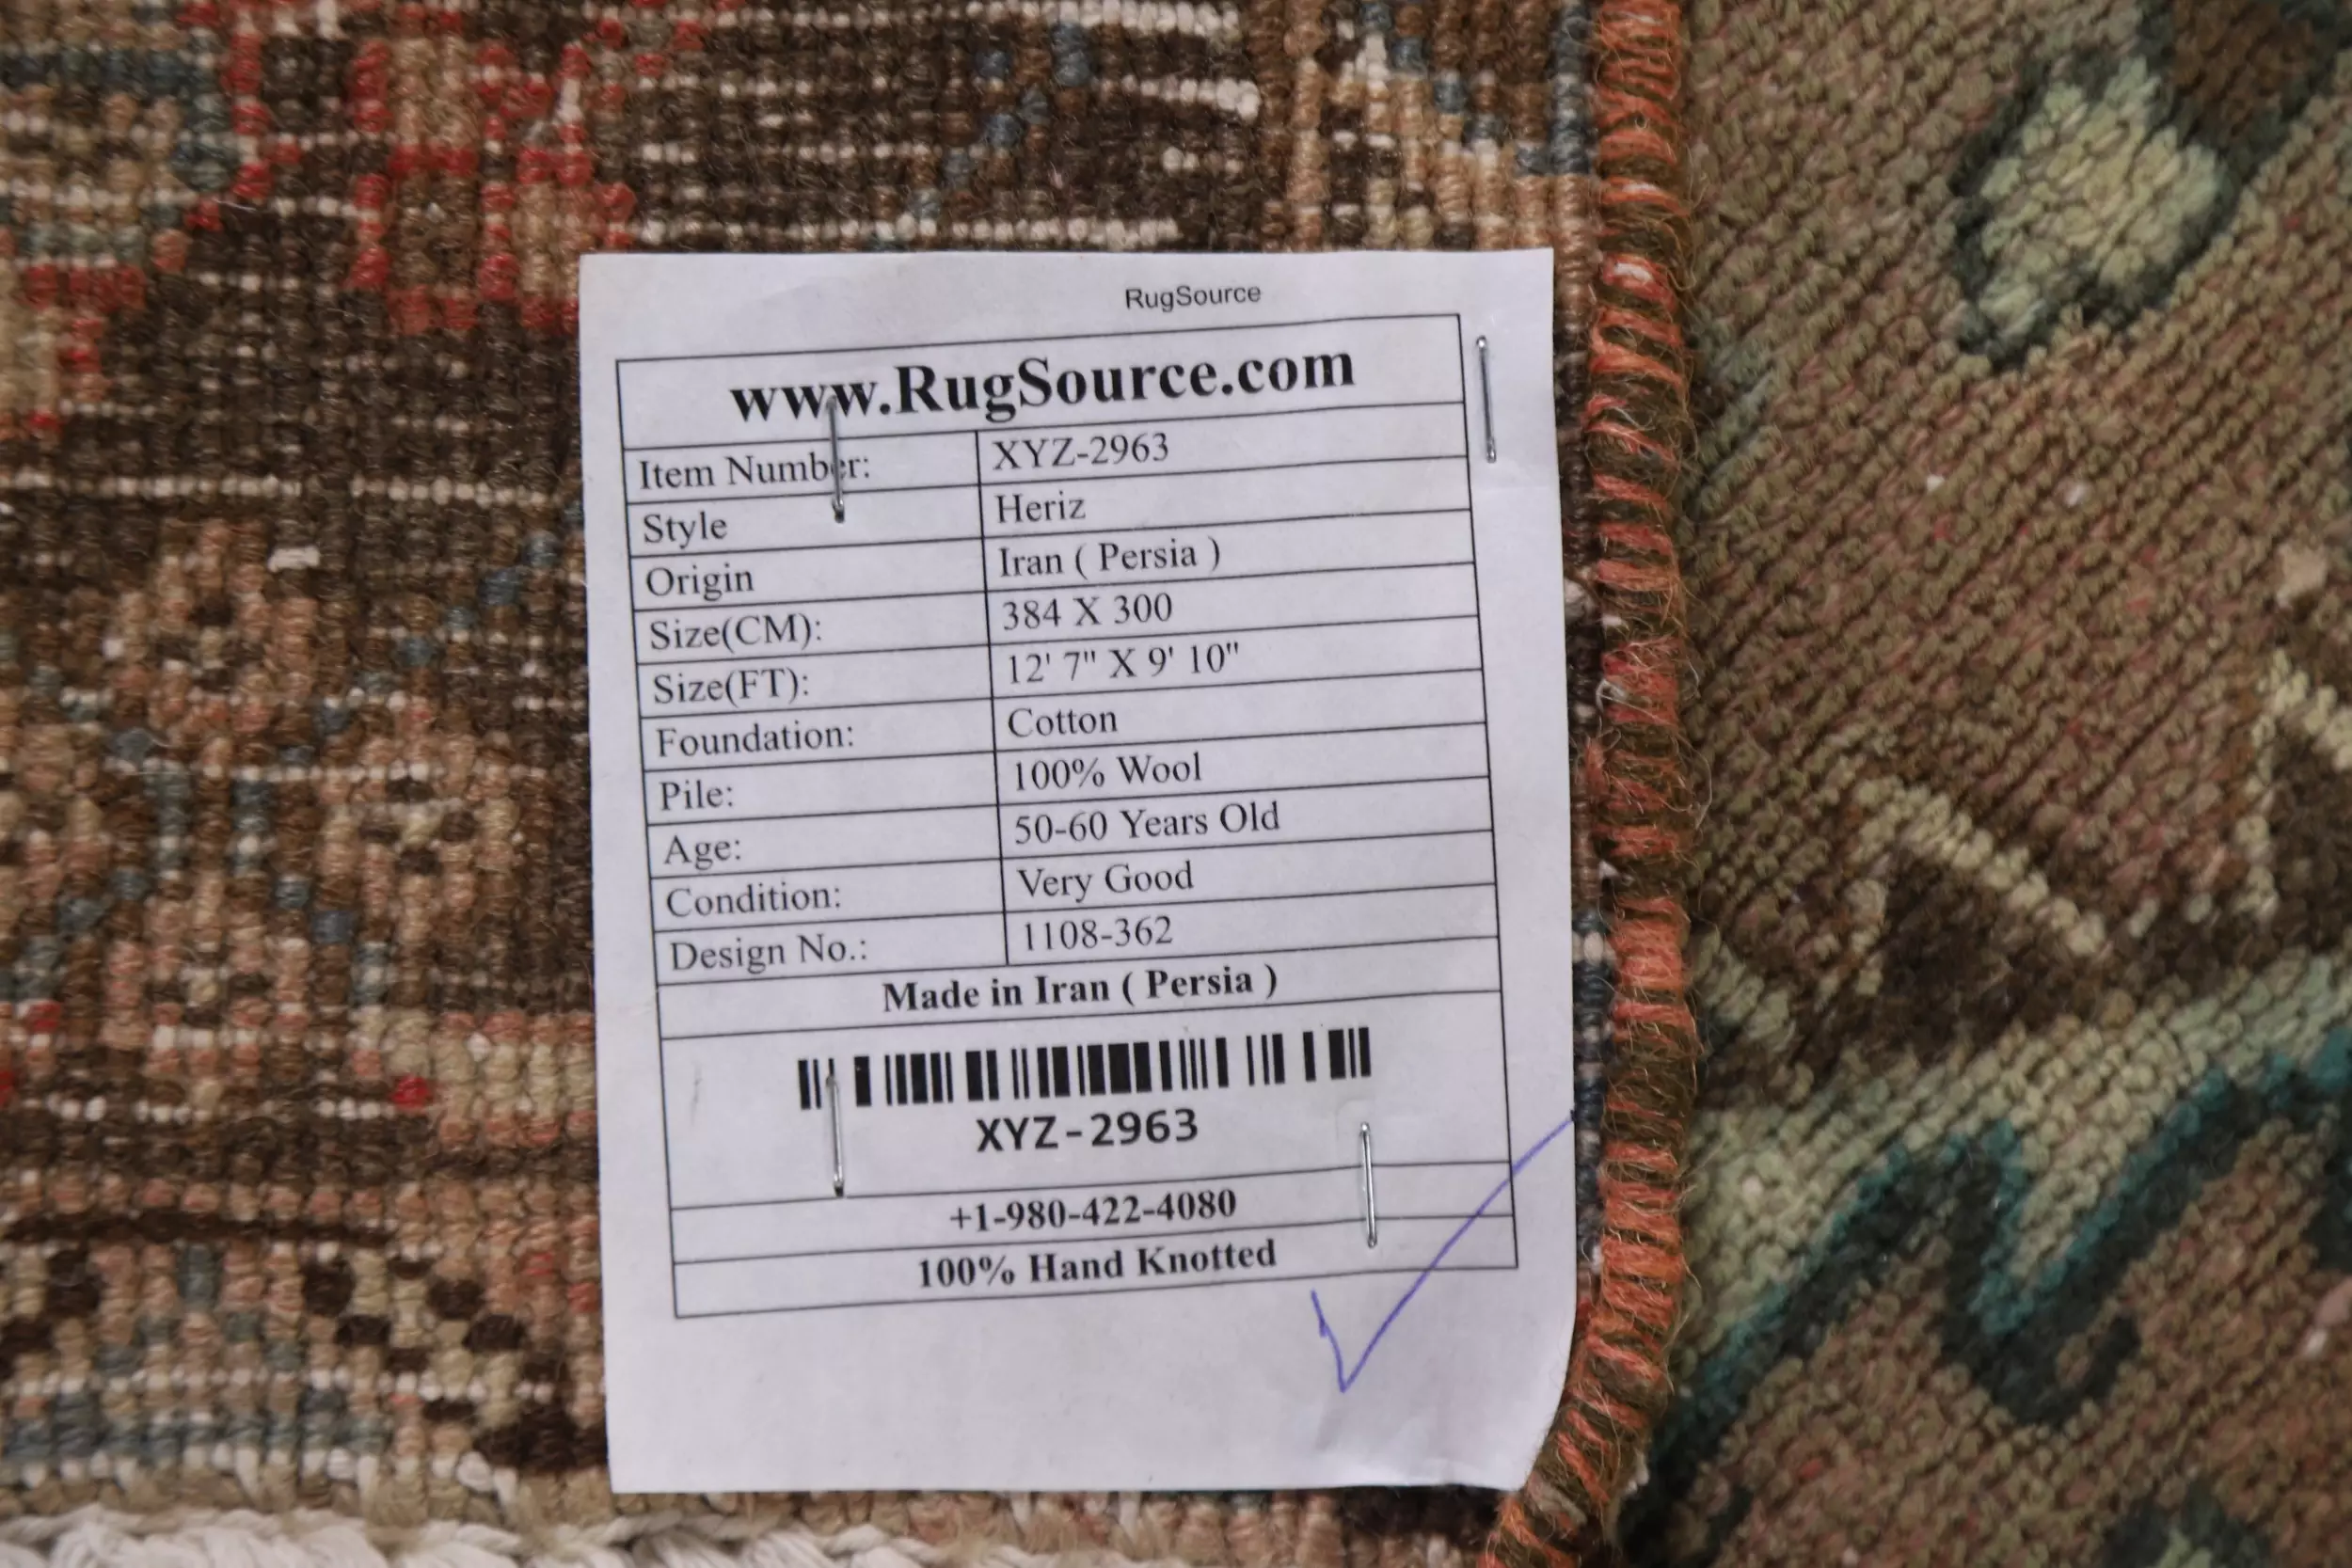 RugSource
www.RugSource.com
Item Number: XYZ-2963
Style Heriz
Origin Iran ( Persia )
Size(CM): 384 X 300
Size(FT): 12' 7" X 9' 10"
Foundation: Cotton
Pile: 100% Wool
Age: 50-60 Years Old
Condition: Very Good
Design No.: 1108-362
Made in Iran ( Persia )
XYZ-2963
+1-980-422-4080
100% Hand Knotted